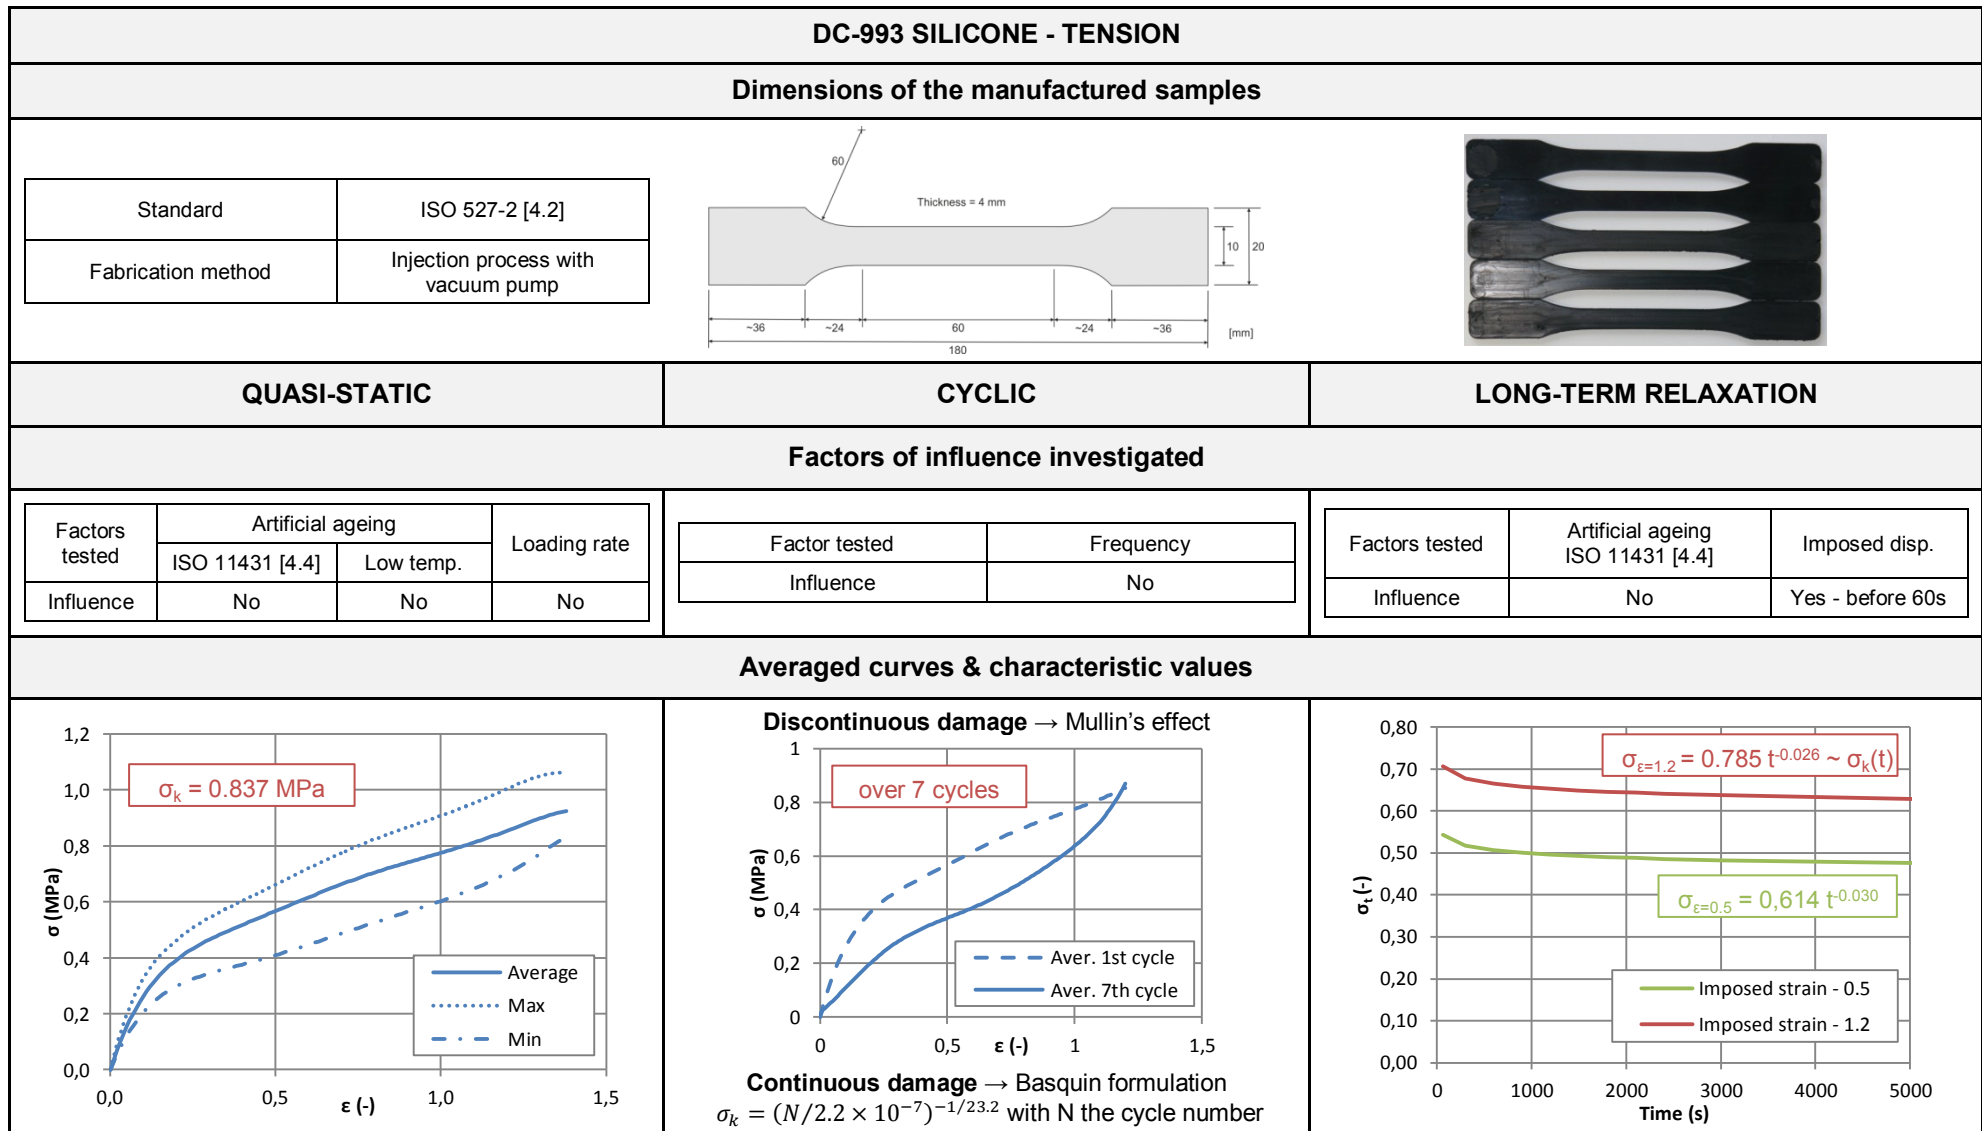 DC-993 SILICONE - TENSION
Dimensions of the manufactured samples
Standard
ISO 527-2 [4.2]
Fabrication method
Injection process with
vacuum pump
60
Thickness = 4 mm
10
20
~36
~24
60
~24
~36
[mm]
180
QUASI-STATIC
CYCLIC
LONG-TERM RELAXATION
Factors of influence investigated
Factors
tested
Artificial ageing
Loading rate
ISO 11431 [4.4]
Low temp.
Influence
No
No
No
Factor tested
Frequency
Influence
No
Factors tested
Artificial ageing
ISO 11431 [4.4]
Imposed disp.
Influence
No
Yes - before 60s
Averaged curves & characteristic values
1,2
1,0
0,8
0,6
0,4
0,2
0,0
σ (MPa)
σk = 0.837 MPa
Average
Max
Min
0,0
0,5
1,0
1,5
ε (-)
Discontinuous damage → Mullin's effect
1
0,8
0,6
0,4
0,2
0
σ (MPa)
over 7 cycles
Aver. 1st cycle
Aver. 7th cycle
0
0,5
ε (-)
1
1,5
Continuous damage → Basquin formulation
σ𝑘 = (𝑁/2.2 × 10⁻⁷)^−1/23.2 with N the cycle number
0,80
0,70
0,60
0,50
0,40
0,30
0,20
0,10
0,00
σt (-)
σε=1.2 = 0.785 t^-0.026 ~ σk(t)
σε=0.5 = 0,614 t^-0.030
Imposed strain - 0.5
Imposed strain - 1.2
0
1000
2000
3000
4000
5000
Time (s)